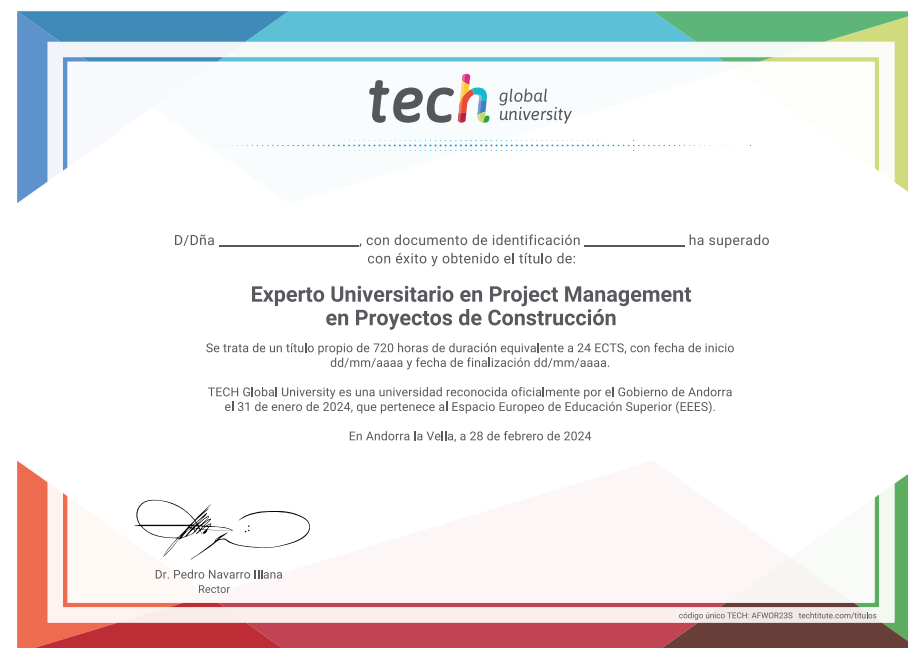 tech global university
D/Dña ____________________, con documento de identificación ______________ ha superado
con éxito y obtenido el título de:
Experto Universitario en Project Management
en Proyectos de Construcción
Se trata de un título propio de 720 horas de duración equivalente a 24 ECTS, con fecha de inicio
dd/mm/aaaa y fecha de finalización dd/mm/aaaa.
TECH Global University es una universidad reconocida oficialmente por el Gobierno de Andorra
el 31 de enero de 2024, que pertenece al Espacio Europeo de Educación Superior (EEES).
En Andorra la Vella, a 28 de febrero de 2024
Dr. Pedro Navarro Illana
Rector
código único TECH: AFWOR23S techtitute.com/titulos